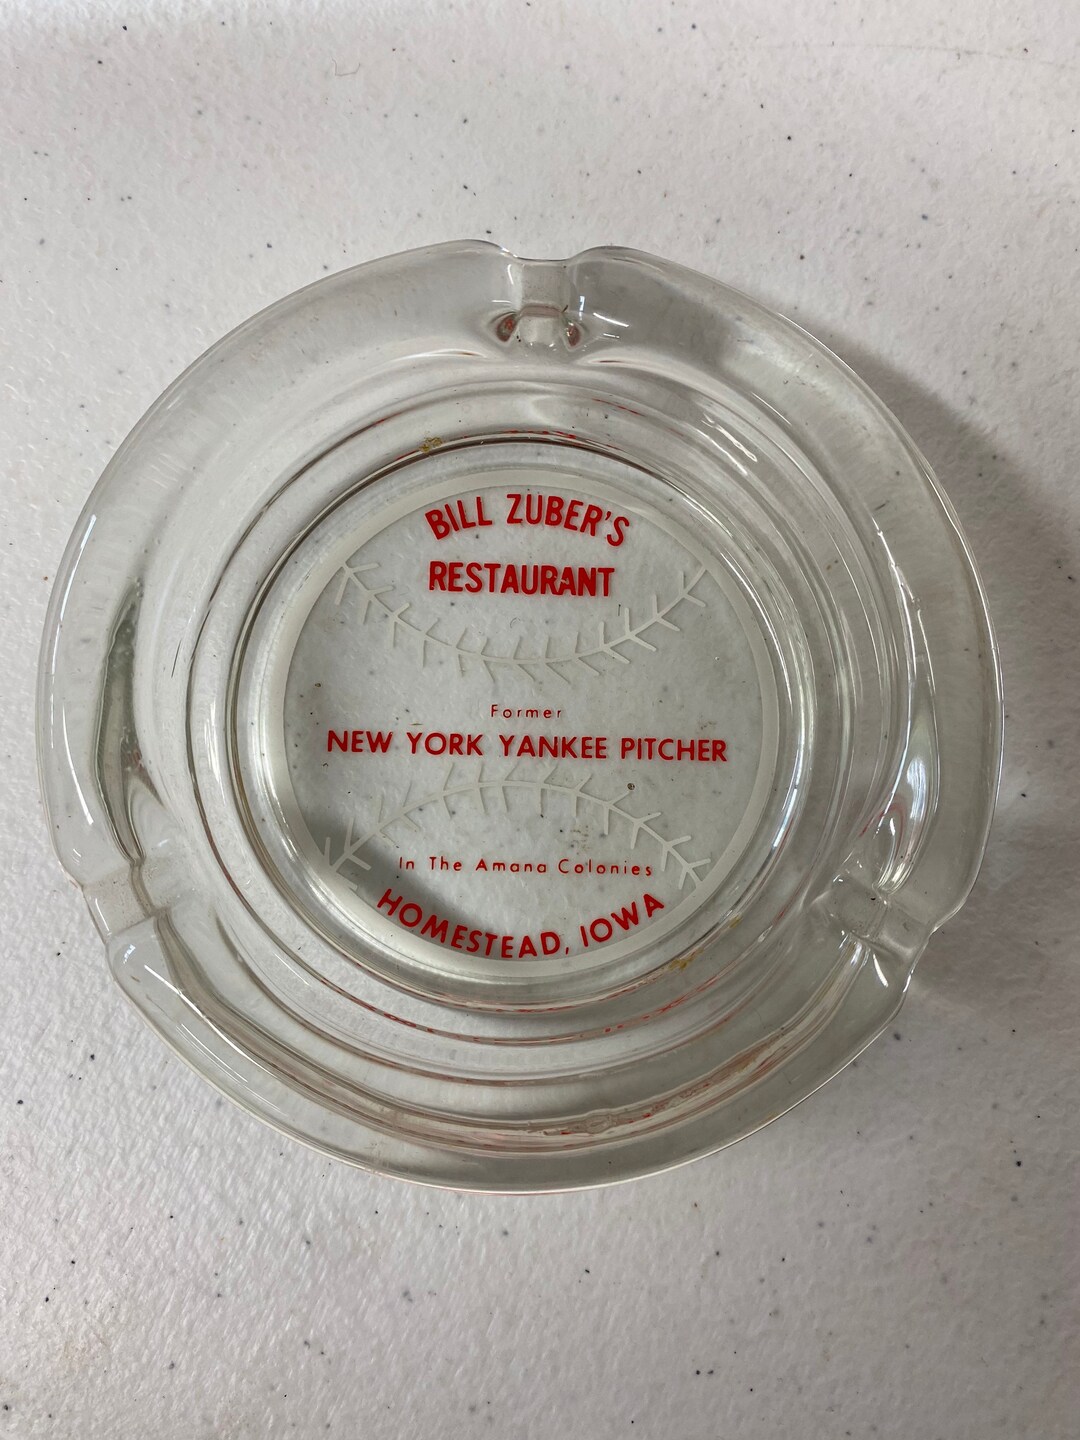 BILL ZUBER'S
RESTAURANT
Former
NEW YORK YANKEE PITCHER
In The Amana Colonies
HOMESTEAD, IOWA